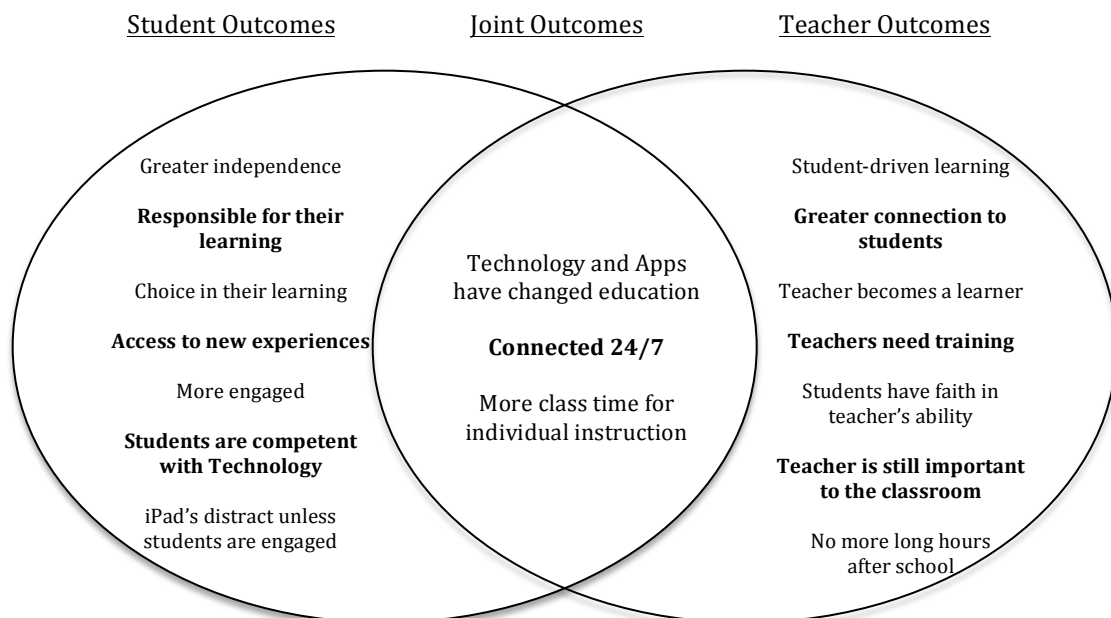 Student Outcomes
Joint Outcomes
Teacher Outcomes
Greater independence
Responsible for their
learning
Choice in their learning
Access to new experiences
More engaged
Students are competent
with Technology
iPad’s distract unless
students are engaged
Technology and Apps
have changed education
Connected 24/7
More class time for
individual instruction
Student-driven learning
Greater connection to
students
Teacher becomes a learner
Teachers need training
Students have faith in
teacher’s ability
Teacher is still important
to the classroom
No more long hours
after school